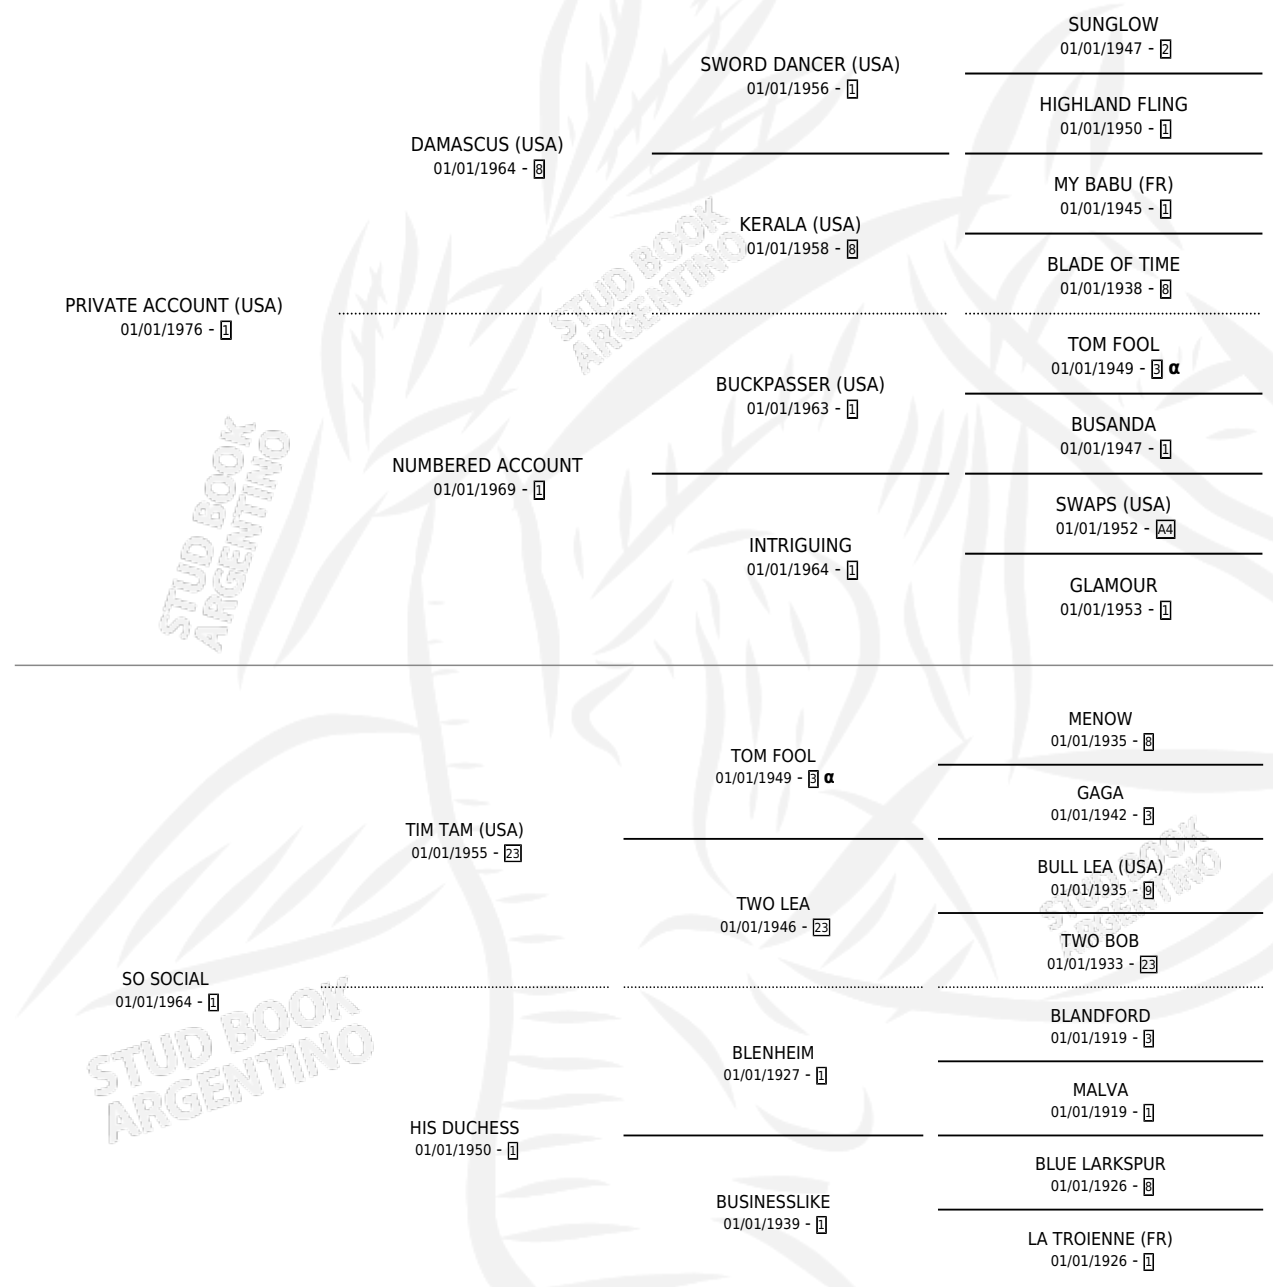 SUNGLOW
01/01/1947 - 2
SWORD DANCER (USA)
01/01/1956 - 1
HIGHLAND FLING
01/01/1950 - 1
DAMASCUS (USA)
01/01/1964 - 8
MY BABU (FR)
01/01/1945 - 1
KERALA (USA)
01/01/1958 - 8
BLADE OF TIME
01/01/1938 - 8
PRIVATE ACCOUNT (USA)
01/01/1976 - 1
TOM FOOL
01/01/1949 - 3 α
BUCKPASSER (USA)
01/01/1963 - 1
BUSANDA
01/01/1947 - 1
NUMBERED ACCOUNT
01/01/1969 - 1
SWAPS (USA)
01/01/1952 - A4
INTRIGUING
01/01/1964 - 1
GLAMOUR
01/01/1953 - 1
MENOW
01/01/1935 - 8
TOM FOOL
01/01/1949 - 3 α
GAGA
01/01/1942 - 3
TIM TAM (USA)
01/01/1955 - 23
BULL LEA (USA)
01/01/1935 - 9
TWO LEA
01/01/1946 - 23
TWO BOB
01/01/1933 - 23
SO SOCIAL
01/01/1964 - 1
BLANDFORD
01/01/1919 - 3
BLENHEIM
01/01/1927 - 1
MALVA
01/01/1919 - 1
HIS DUCHESS
01/01/1950 - 1
BLUE LARKSPUR
01/01/1926 - 8
BUSINESSLIKE
01/01/1939 - 1
LA TROIENNE (FR)
01/01/1926 - 1
STUD BOOK
ARGENTINO
STUD BOOK
ARGENTINO
STUD BOOK
ARGENTINO
STUD BOOK
ARGENTINO